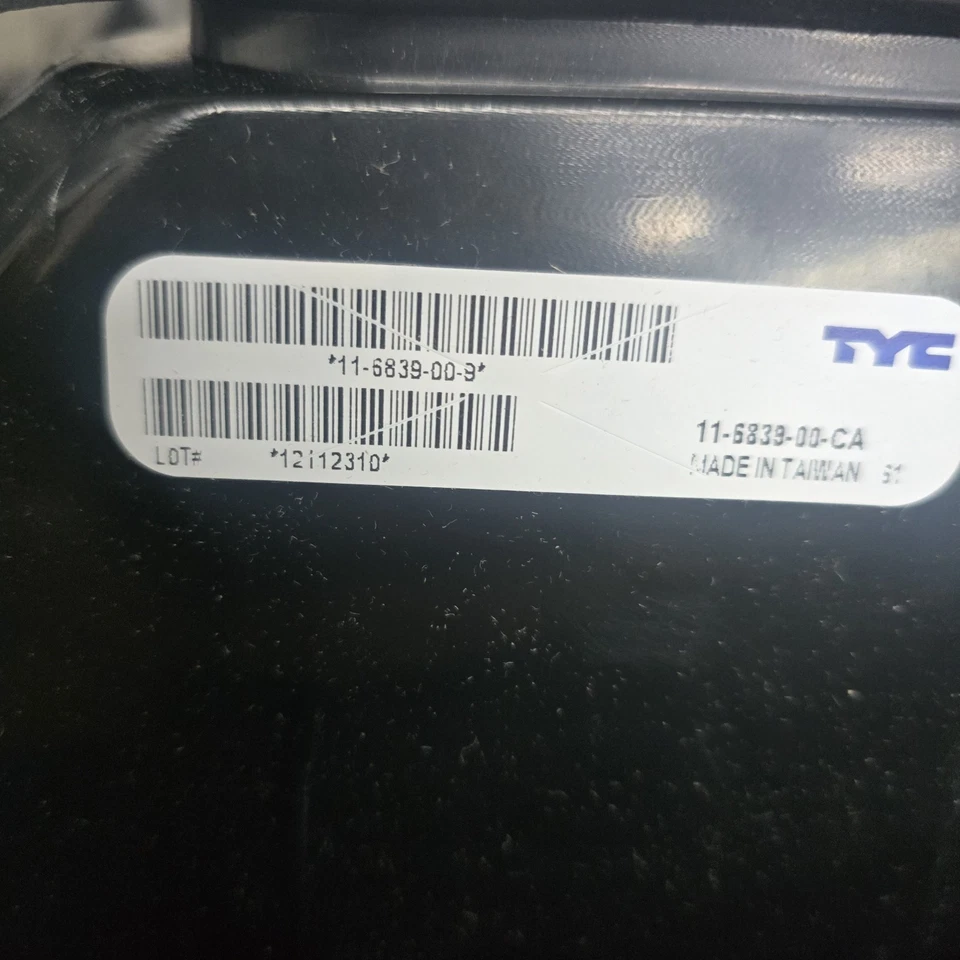 TYC
*11-6839-00-9*
11-6839-00-CA
LOT# *12112310*
MADE IN TAIWAN